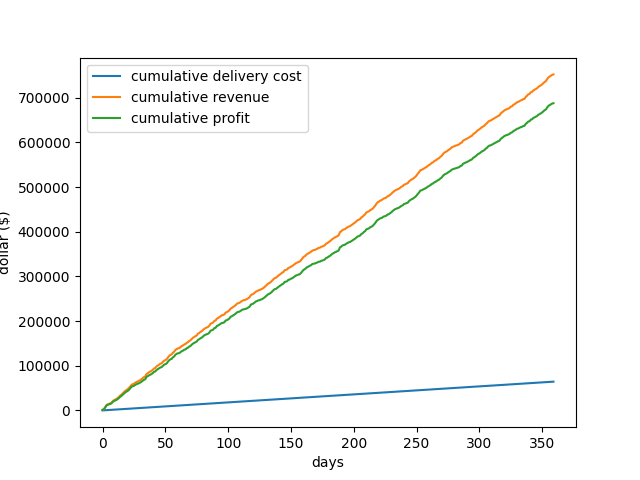 cumulative delivery cost
cumulative revenue
cumulative profit
700000
600000
500000
400000
300000
200000
100000
0
dollar ($)
0 50 100 150 200 250 300 350
days